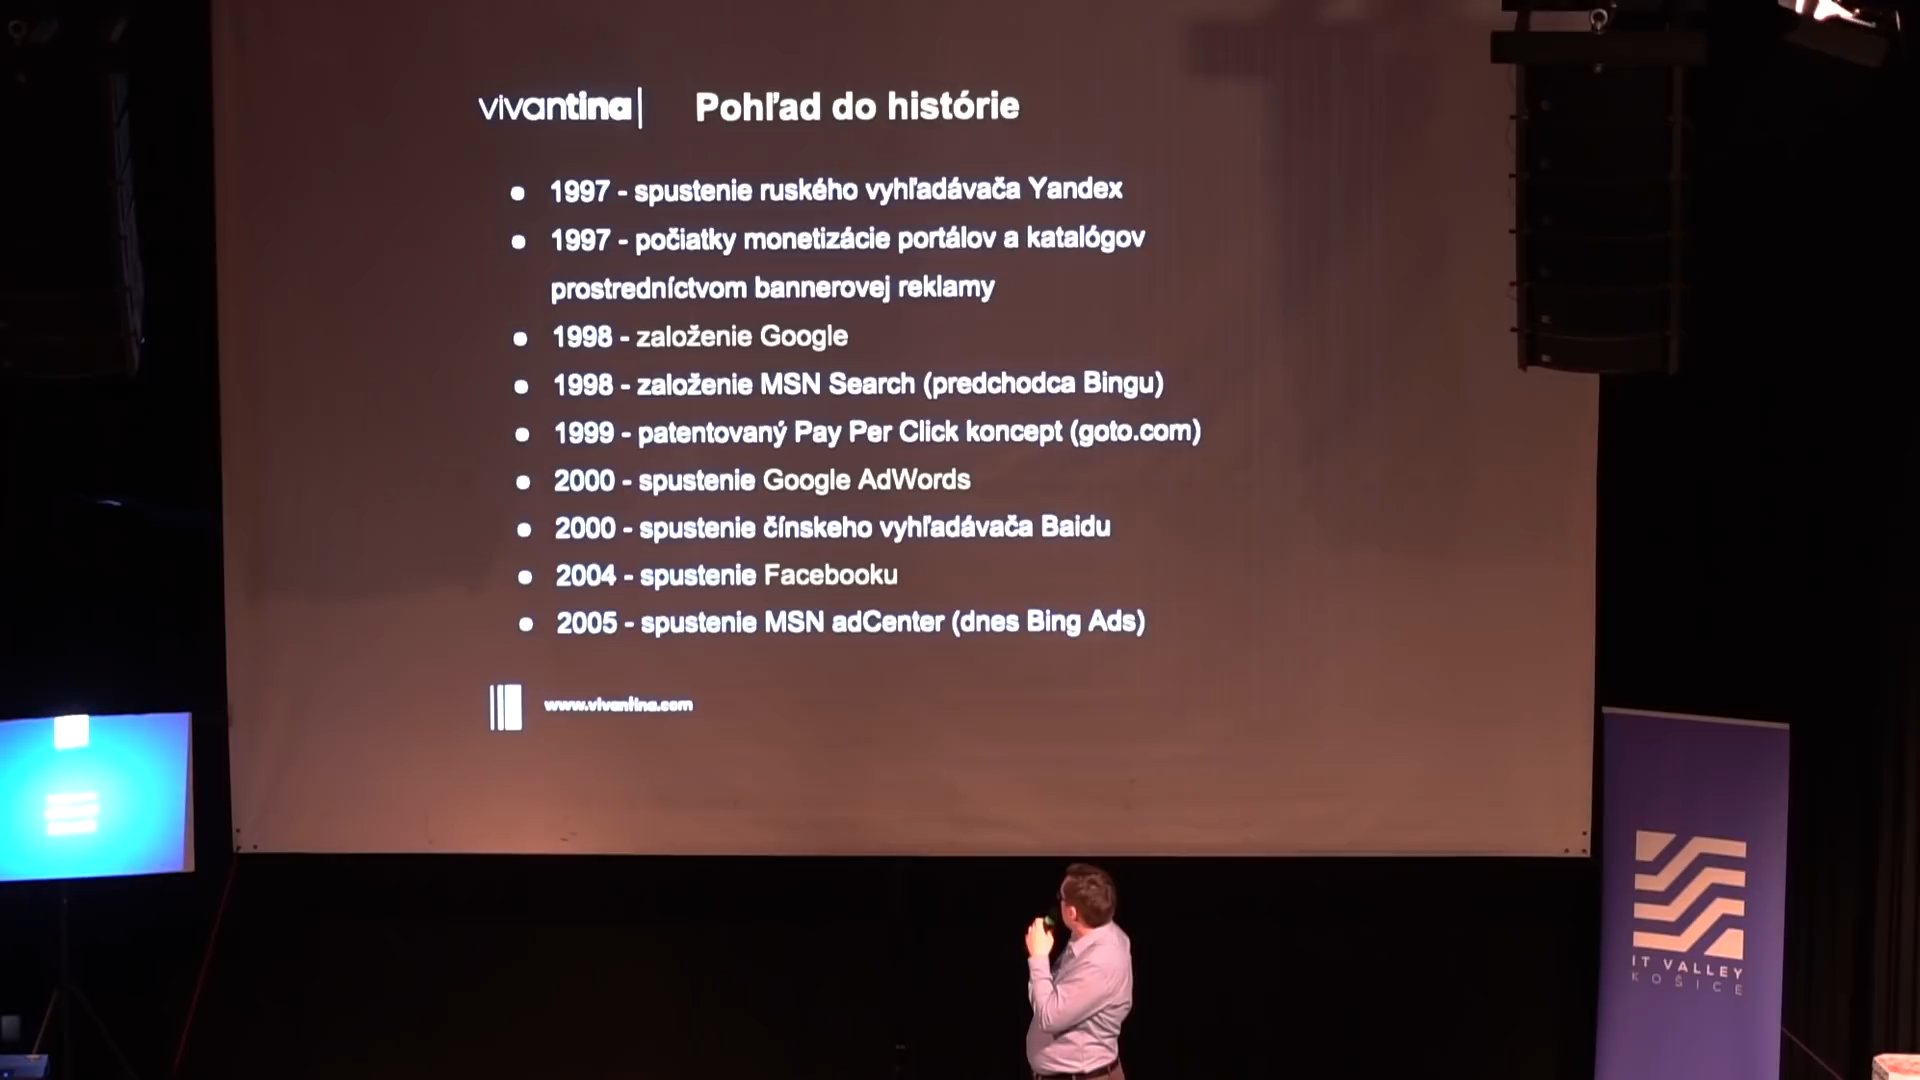 vivantina| Pohľad do histórie
● 1997 - spustenie ruského vyhľadávača Yandex
● 1997 - počiatky monetizácie portálov a katalógov
prostredníctvom bannerovej reklamy
● 1998 - založenie Google
● 1998 - založenie MSN Search (predchodca Bingu)
● 1999 - patentovaný Pay Per Click koncept (goto.com)
● 2000 - spustenie Google AdWords
● 2000 - spustenie čínskeho vyhľadávača Baidu
● 2004 - spustenie Facebooku
● 2005 - spustenie MSN adCenter (dnes Bing Ads)
www.vivantina.com
IT VALLEY
KOŠICE